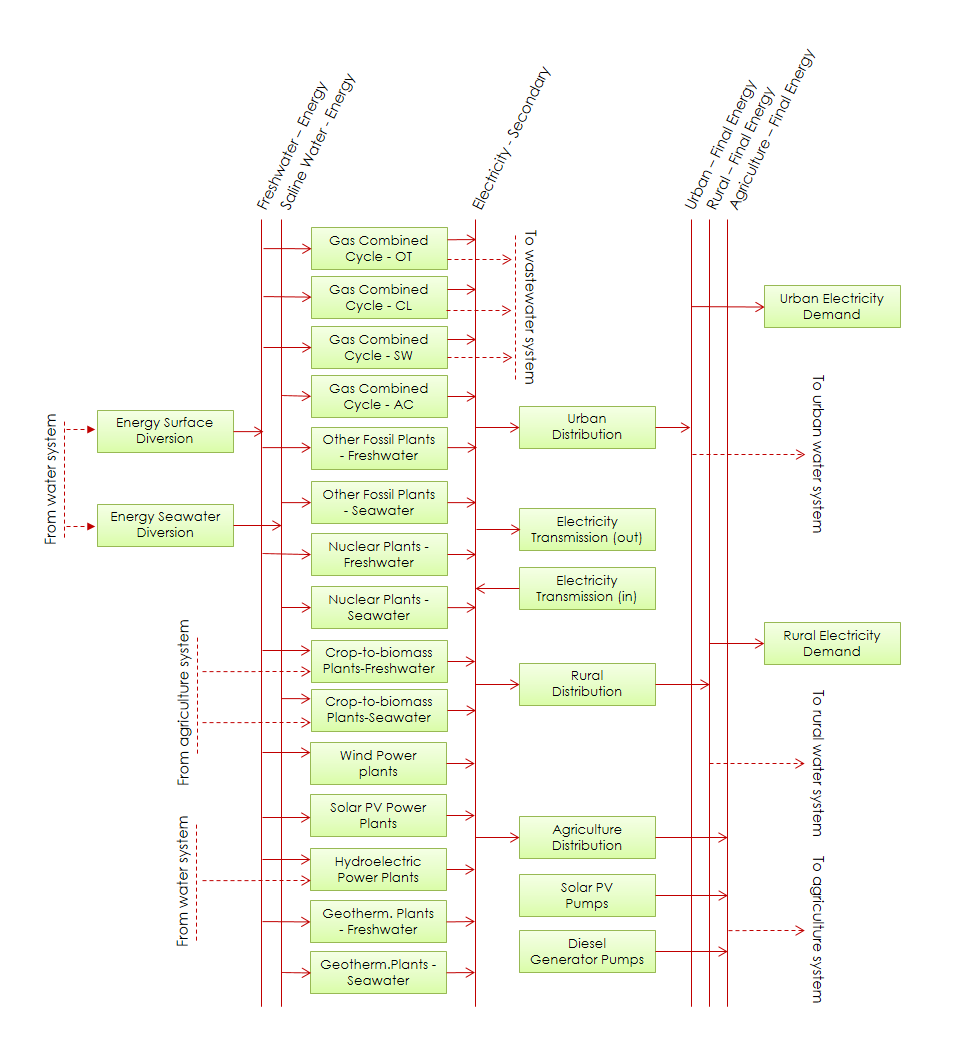 Freshwater – Energy
Saline Water - Energy
Electricity - Secondary
Urban – Final Energy
Rural – Final Energy
Agriculture – Final Energy
Gas Combined
Cycle - OT
Gas Combined
Cycle - CL
Gas Combined
Cycle - SW
Gas Combined
Cycle - AC
Other Fossil Plants
- Freshwater
Other Fossil Plants
- Seawater
Nuclear Plants -
Freshwater
Nuclear Plants -
Seawater
Crop-to-biomass
Plants-Freshwater
Crop-to-biomass
Plants-Seawater
Wind Power
plants
Solar PV Power
Plants
Hydroelectric
Power Plants
Geotherm. Plants
- Freshwater
Geotherm.Plants -
Seawater
From water system
Energy Surface
Diversion
Energy Seawater
Diversion
From agriculture system
From water system
To wastewater system
Urban
Distribution
Electricity
Transmission (out)
Electricity
Transmission (in)
Rural
Distribution
Agriculture
Distribution
Solar PV
Pumps
Diesel
Generator Pumps
Urban Electricity
Demand
To urban water system
Rural Electricity
Demand
To rural water system
To agriculture system